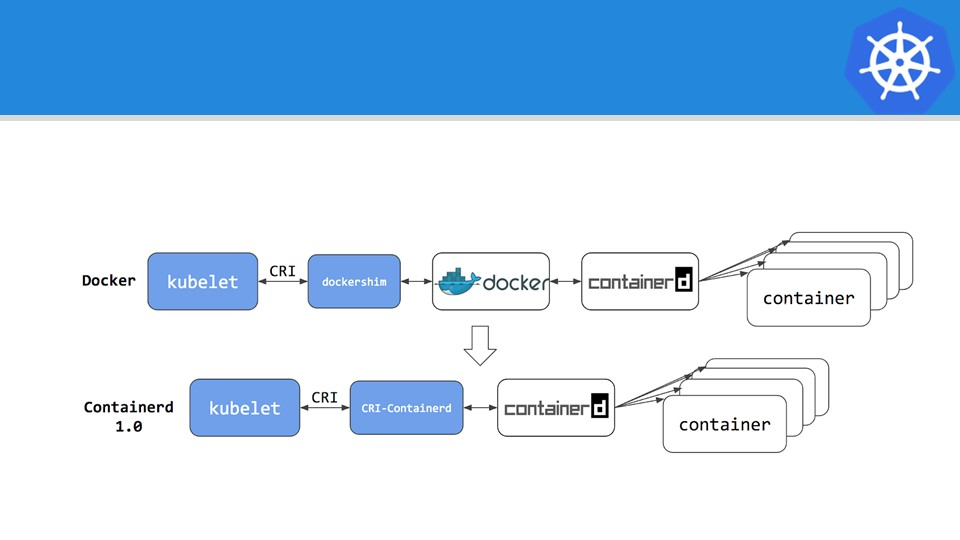 Docker
kubelet
CRI
dockershim
docker
containerd
container
Containerd
1.0
kubelet
CRI
CRI-Containerd
containerd
container